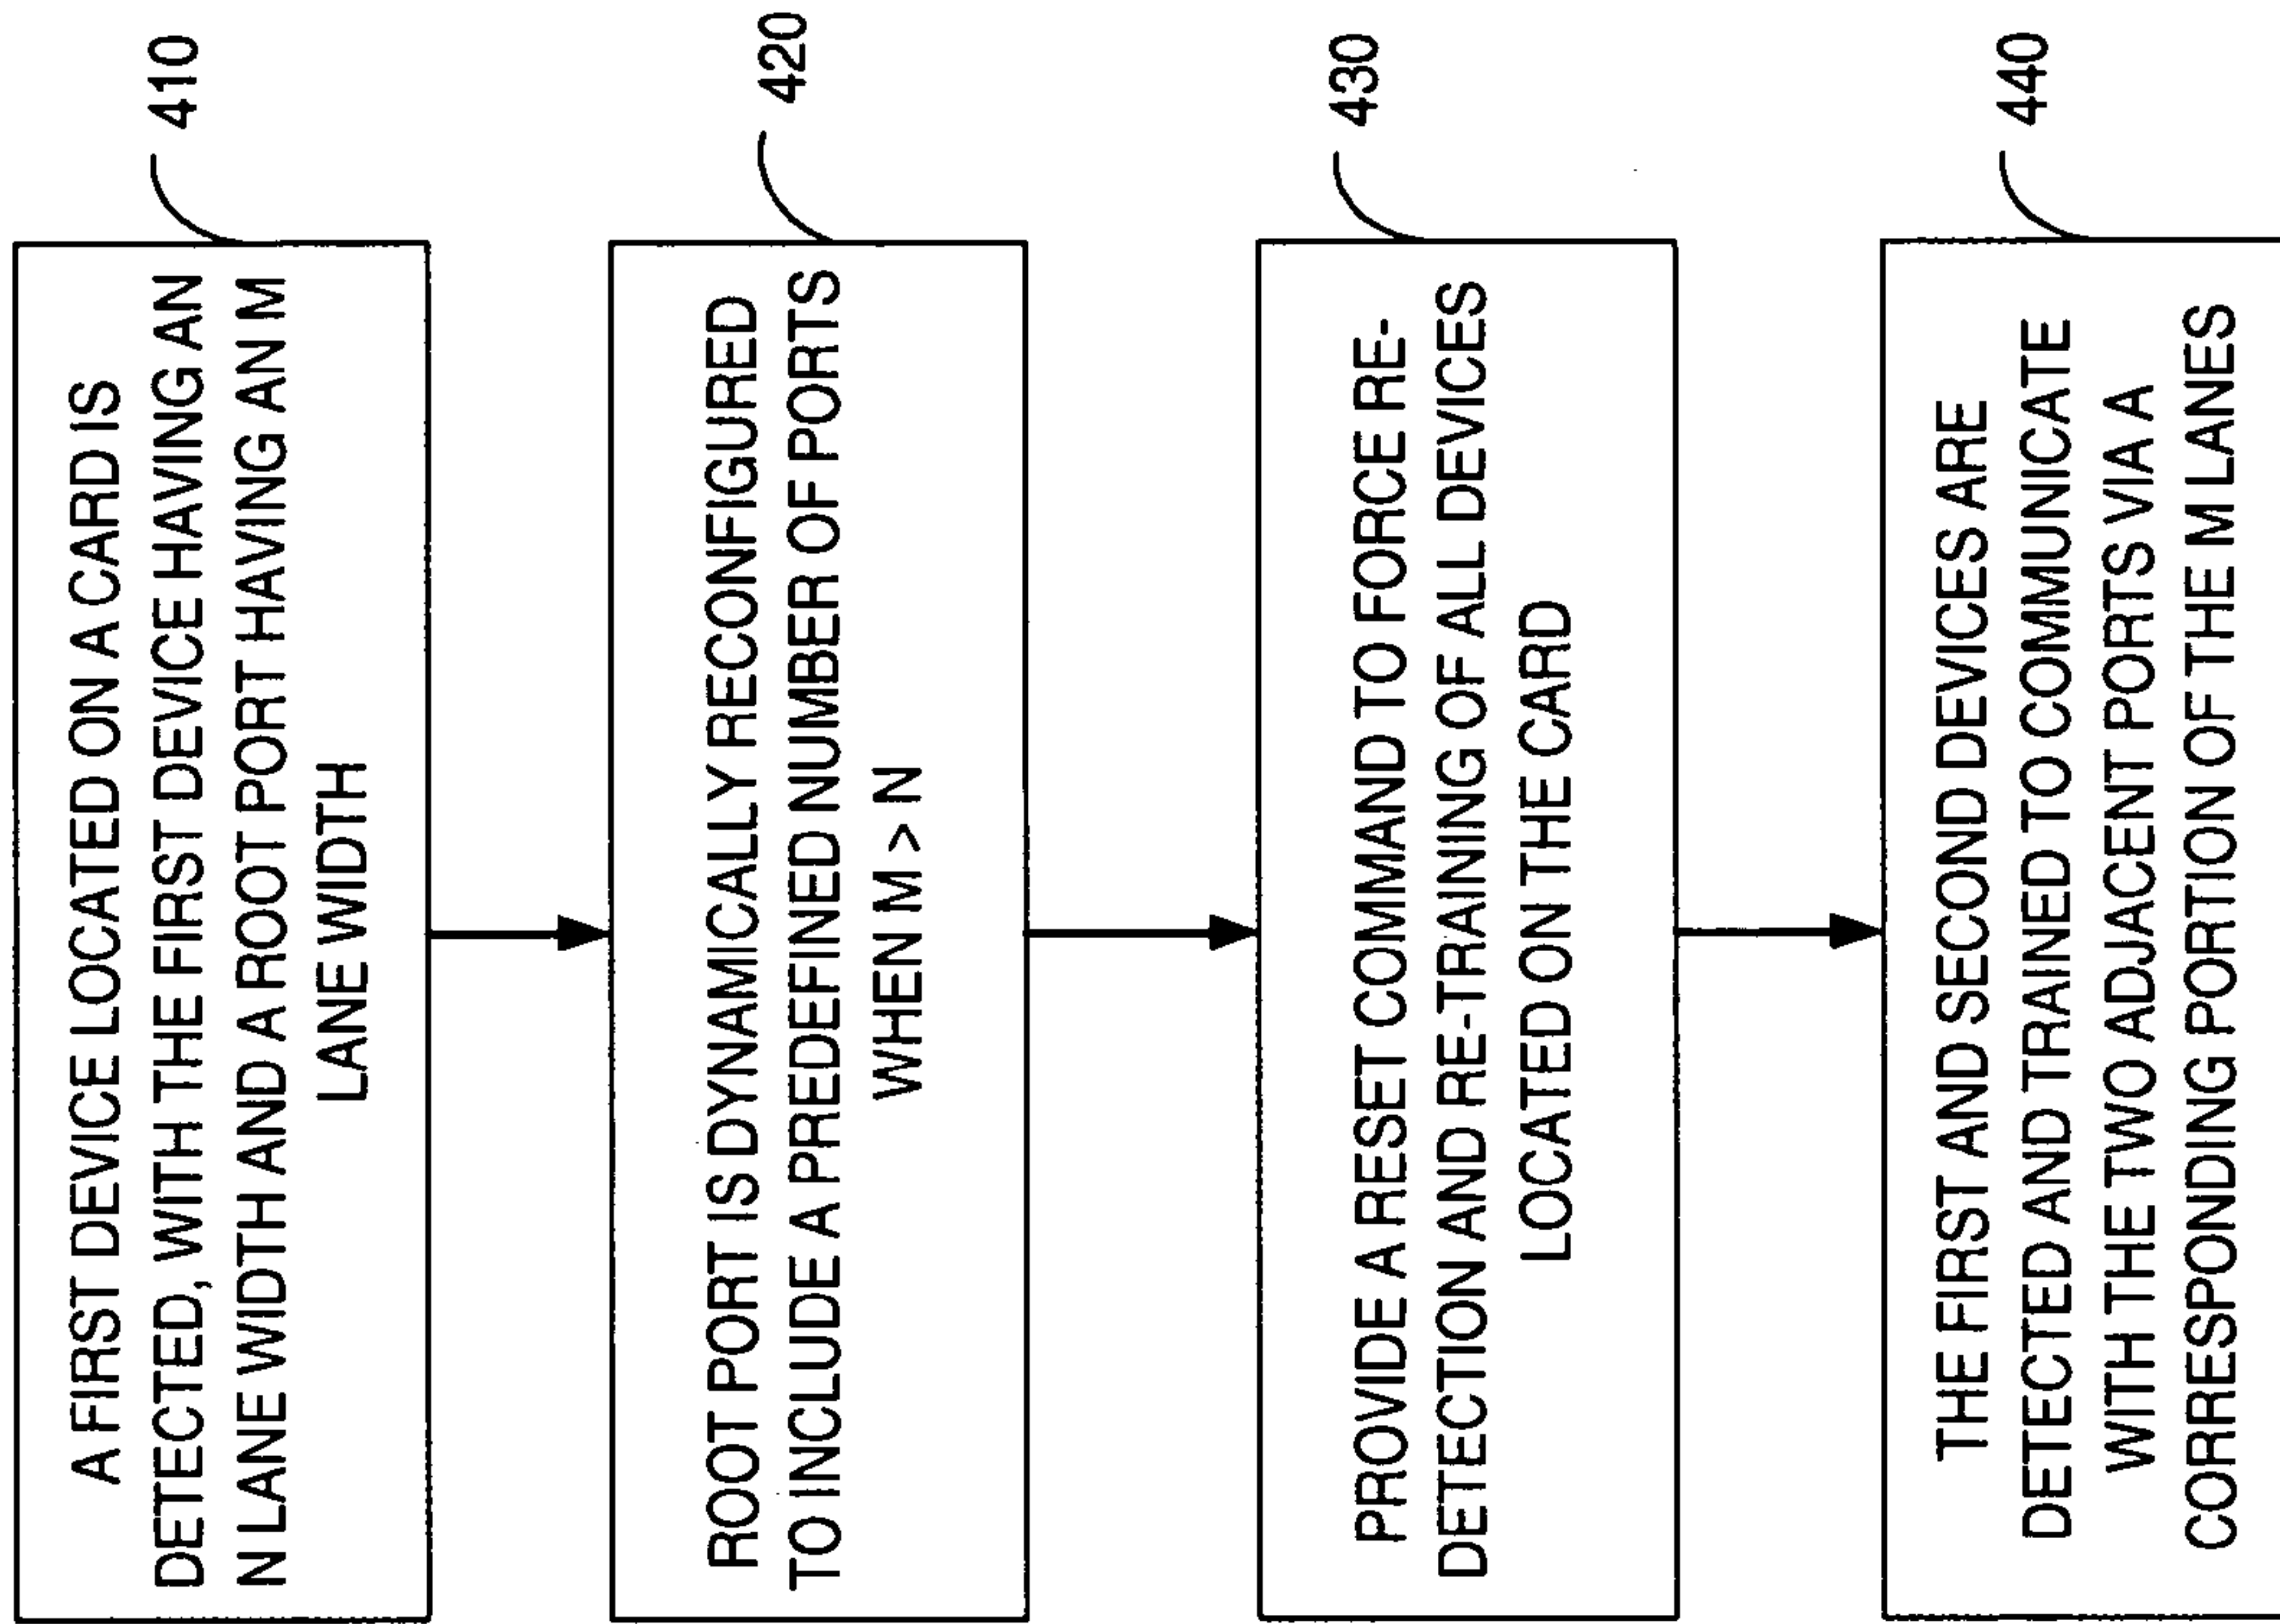 A FIRST DEVICE LOCATED ON A CARD IS
DETECTED, WITH THE FIRST DEVICE HAVING AN
N LANE WIDTH AND A ROOT PORT HAVING AN M
LANE WIDTH
410
ROOT PORT IS DYNAMICALLY RECONFIGURED
TO INCLUDE A PREDEFINED NUMBER OF PORTS
WHEN M > N
420
PROVIDE A RESET COMMAND TO FORCE RE-
DETECTION AND RE-TRAINING OF ALL DEVICES
LOCATED ON THE CARD
430
THE FIRST AND SECOND DEVICES ARE
DETECTED AND TRAINED TO COMMUNICATE
WITH THE TWO ADJACENT PORTS VIA A
CORRESPONDING PORTION OF THE M LANES
440